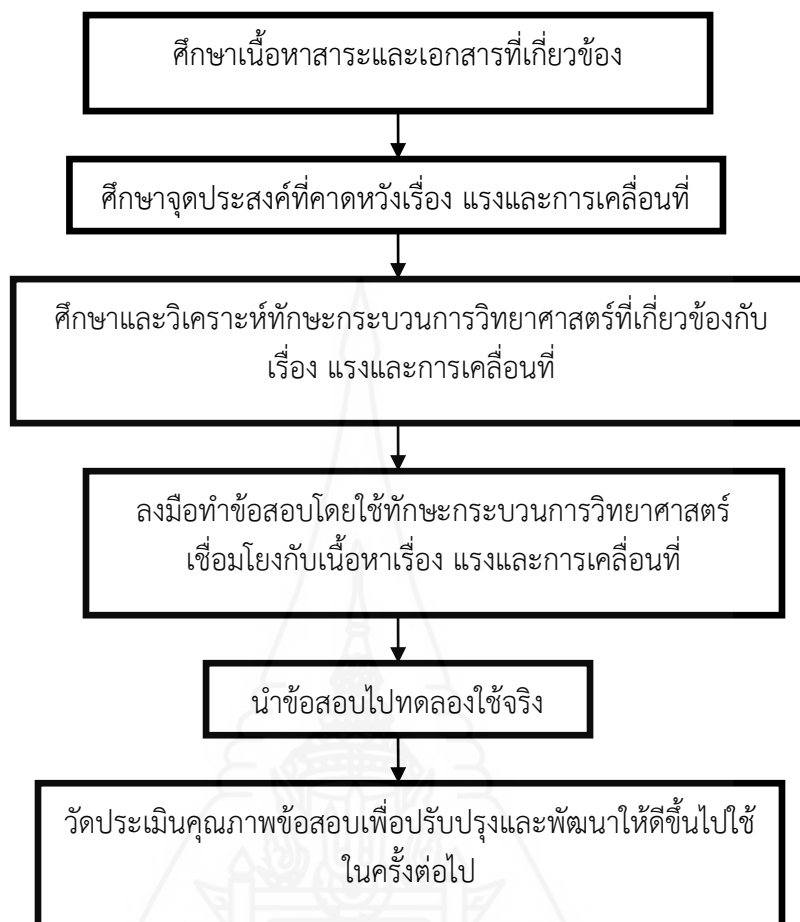 ศึกษาเนื้อหาสาระและเอกสารที่เกี่ยวข้อง
ศึกษาจุดประสงค์ที่คาดหวังเรื่อง แรงและการเคลื่อนที่
ศึกษาและวิเคราะห์ทักษะกระบวนการวิทยาศาสตร์ที่เกี่ยวข้องกับ
เรื่อง แรงและการเคลื่อนที่
ลงมือทำข้อสอบโดยใช้ทักษะกระบวนการวิทยาศาสตร์
เชื่อมโยงกับเนื้อหาเรื่อง แรงและการเคลื่อนที่
นำข้อสอบไปทดลองใช้จริง
วัดประเมินคุณภาพข้อสอบเพื่อปรับปรุงและพัฒนาให้ดีขึ้นไปใช้
ในครั้งต่อไป